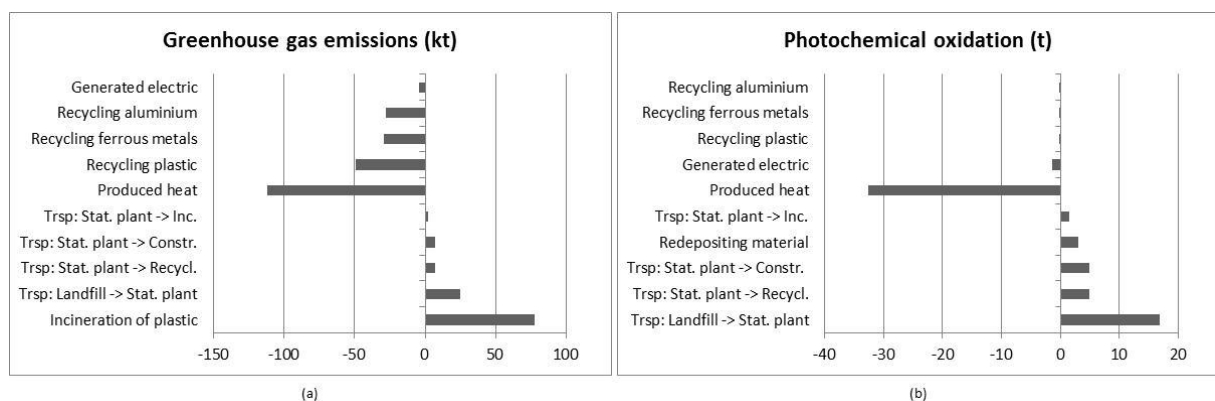 Greenhouse gas emissions (kt)
Generated electric
Recycling aluminium
Recycling ferrous metals
Recycling plastic
Produced heat
Trsp: Stat. plant -> Inc.
Trsp: Stat. plant -> Constr.
Trsp: Stat. plant -> Recycl.
Trsp: Landfill -> Stat. plant
Incineration of plastic
-150 -100 -50 0 50 100
(a)
Photochemical oxidation (t)
Recycling aluminium
Recycling ferrous metals
Recycling plastic
Generated electric
Produced heat
Trsp: Stat. plant -> Inc.
Redepositing material
Trsp: Stat. plant -> Constr.
Trsp: Stat. plant -> Recycl.
Trsp: Landfill -> Stat. plant
-40 -30 -20 -10 0 10 20
(b)